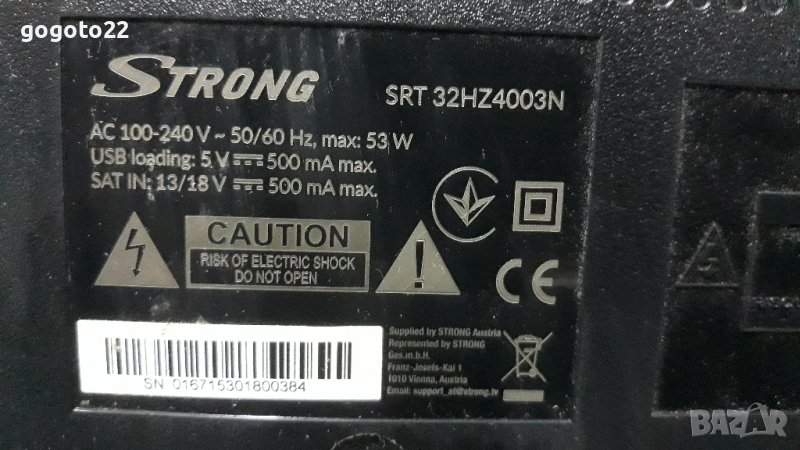 gogoto22
STRONG
SRT 32HZ4003N
AC 100-240 V ~ 50/60 Hz, max: 53 W
USB loading: 5 V ⎓ 500 mA max.
SAT IN: 13/18 V ⎓ 500 mA max.
CAUTION
RISK OF ELECTRIC SHOCK
DO NOT OPEN
CE
Supplied by STRONG Austria
Represented by STRONG
Ges.m.b.H.
Franz-Josefs-Kai 1
1010 Vienna, Austria
Email: support_at@strong.tv
SN 016715301800384
BAZAR